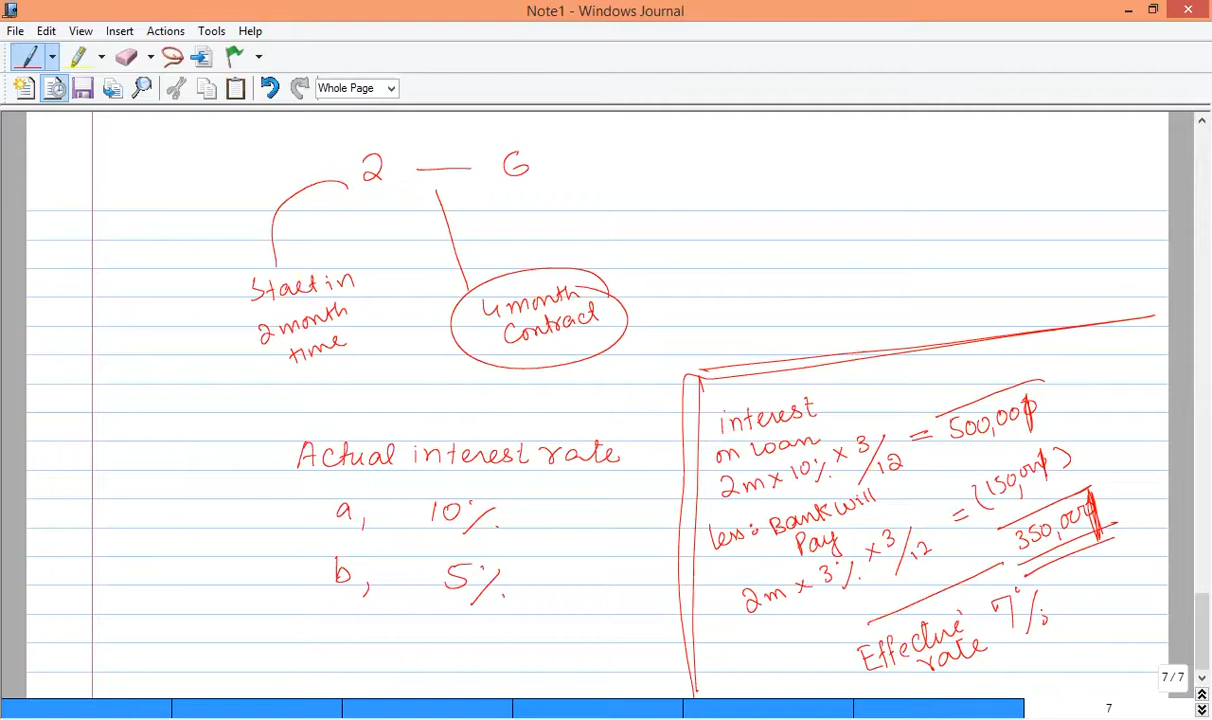 Note1 - Windows Journal
File Edit View Insert Actions Tools Help
Whole Page
2 — 6
Start in
2 month
time
4 month
Contract
Actual interest rate
a, 10%
b, 5%
interest
on loan
2m x 10% x 3/12 = 500,000
less: Bank will
Pay
2m x 3% x 3/12 = (150,000)
350,000
Effective
rate 7%
7 / 7
7